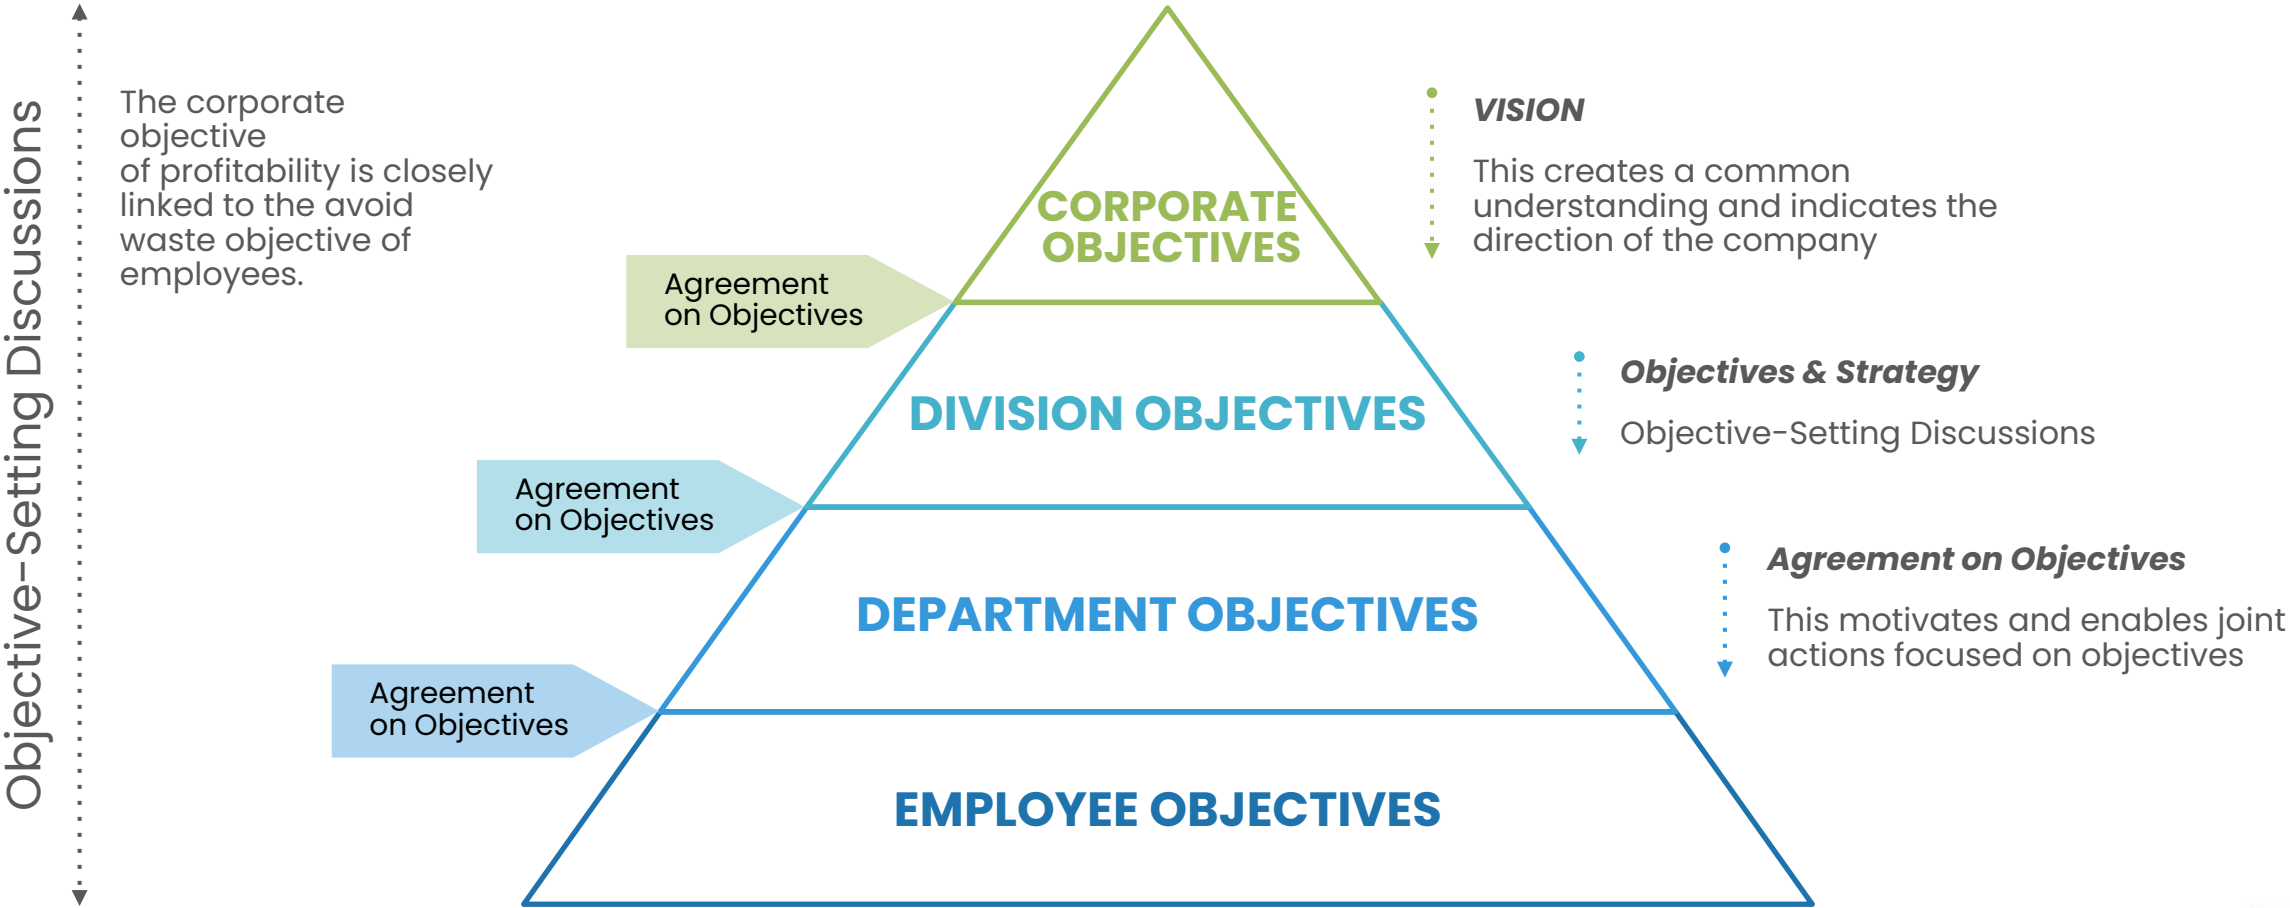 Objective-Setting Discussions
The corporate
objective
of profitability is closely
linked to the avoid
waste objective of
employees.
CORPORATE
OBJECTIVES
VISION
This creates a common
understanding and indicates the
direction of the company
Agreement
on Objectives
DIVISION OBJECTIVES
Objectives & Strategy
Objective-Setting Discussions
Agreement
on Objectives
DEPARTMENT OBJECTIVES
Agreement on Objectives
This motivates and enables joint
actions focused on objectives
Agreement
on Objectives
EMPLOYEE OBJECTIVES